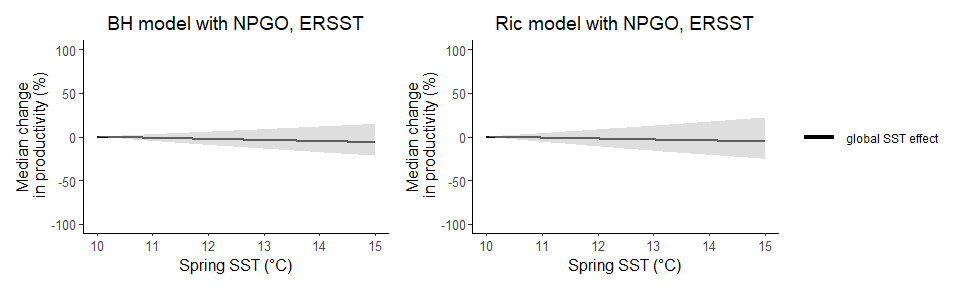 BH model with NPGO, ERSST
Median change
in productivity (%)
100
50
0
-50
-100
10 11 12 13 14 15
Spring SST (°C)
Ric model with NPGO, ERSST
Median change
in productivity (%)
100
50
0
-50
-100
10 11 12 13 14 15
Spring SST (°C)
global SST effect